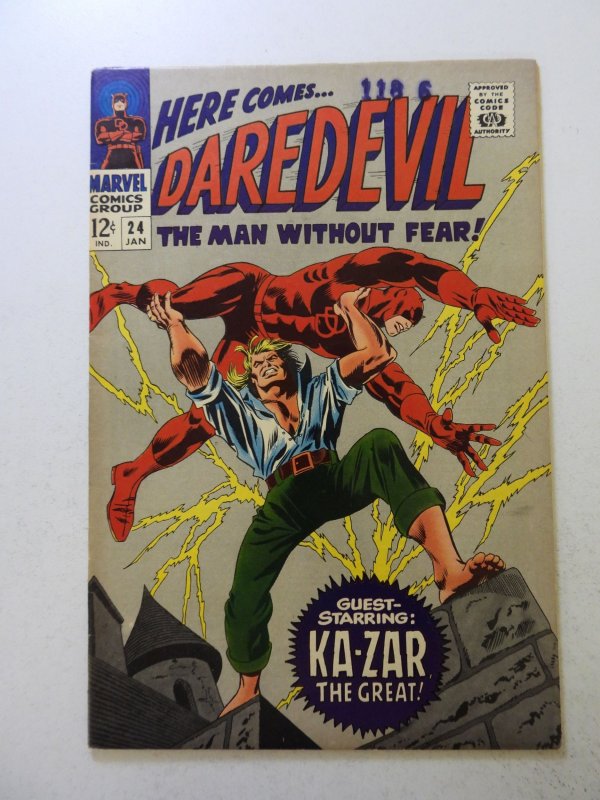 118 6
HERE COMES...
DAREDEVIL
THE MAN WITHOUT FEAR!
MARVEL
COMICS
GROUP
12¢
IND.
24
JAN
APPROVED
BY THE
COMICS
CODE
CA
AUTHORITY
DD
GUEST-
STARRING:
KA-ZAR
THE GREAT!